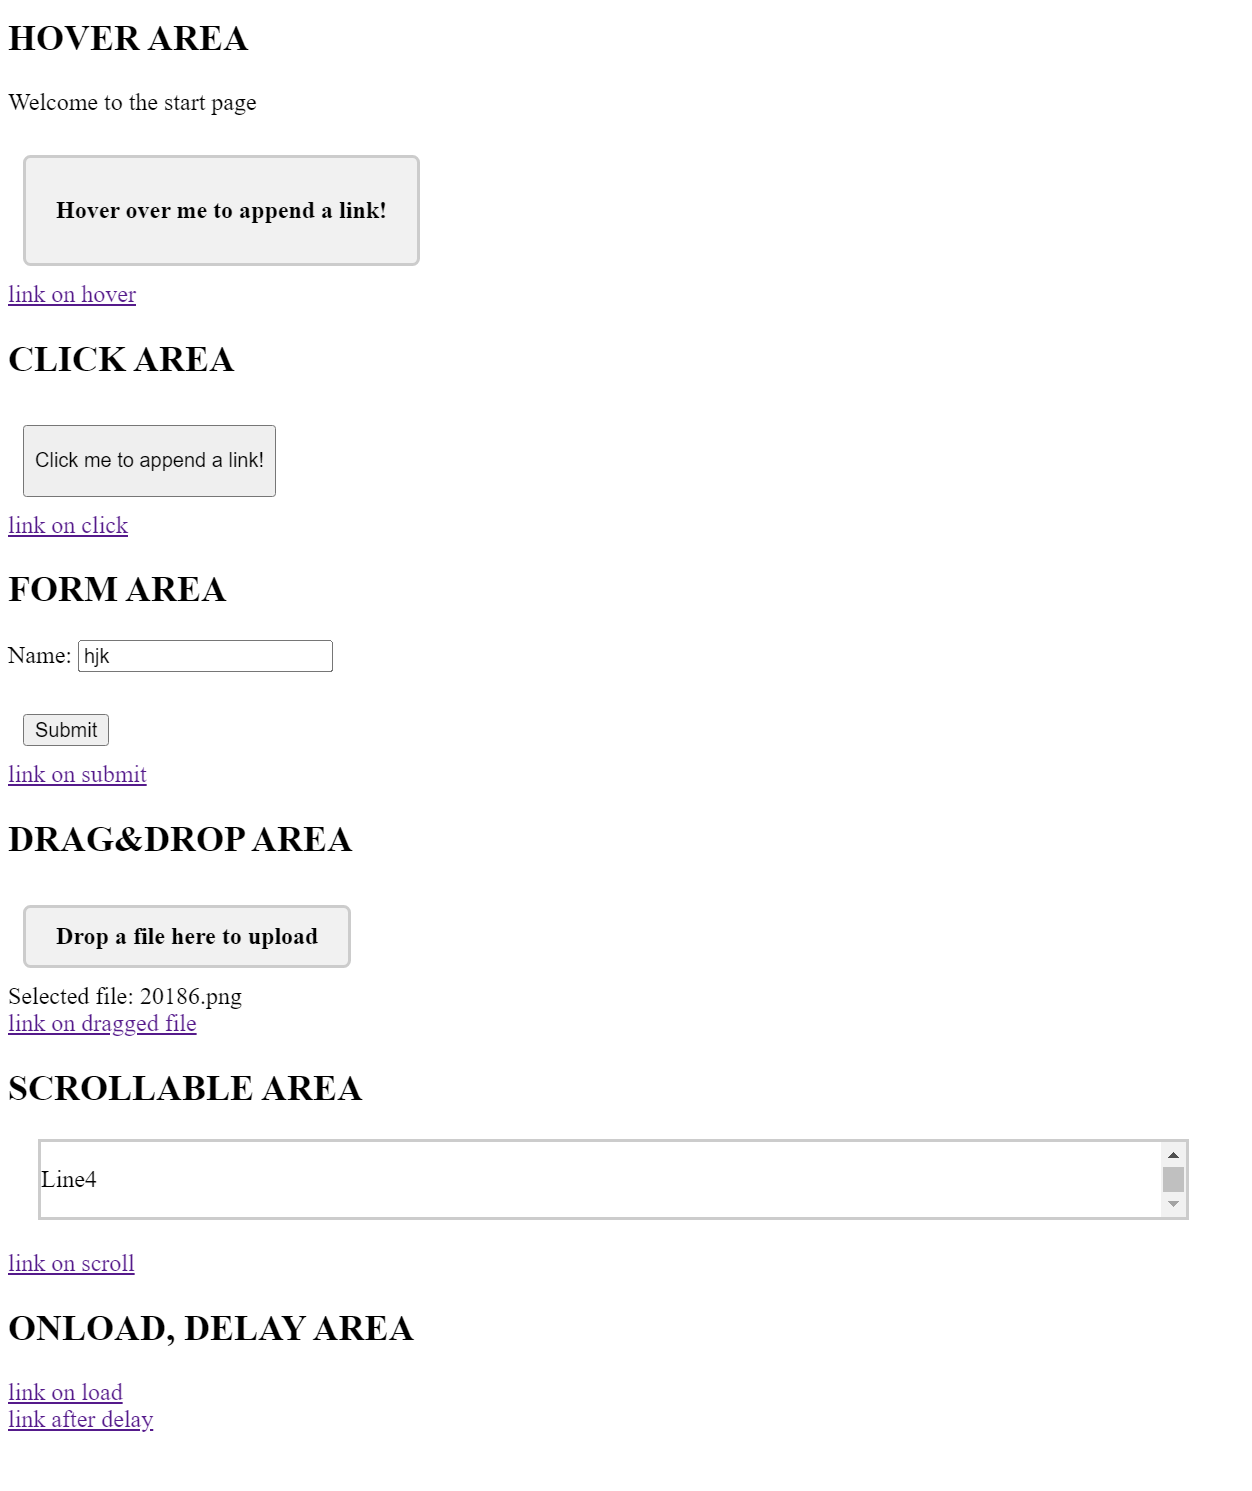 HOVER AREA
Welcome to the start page
Hover over me to append a link!
link on hover
CLICK AREA
Click me to append a link!
link on click
FORM AREA
Name: hjk
Submit
link on submit
DRAG&DROP AREA
Drop a file here to upload
Selected file: 20186.png
link on dragged file
SCROLLABLE AREA
Line4
link on scroll
ONLOAD, DELAY AREA
link on load
link after delay